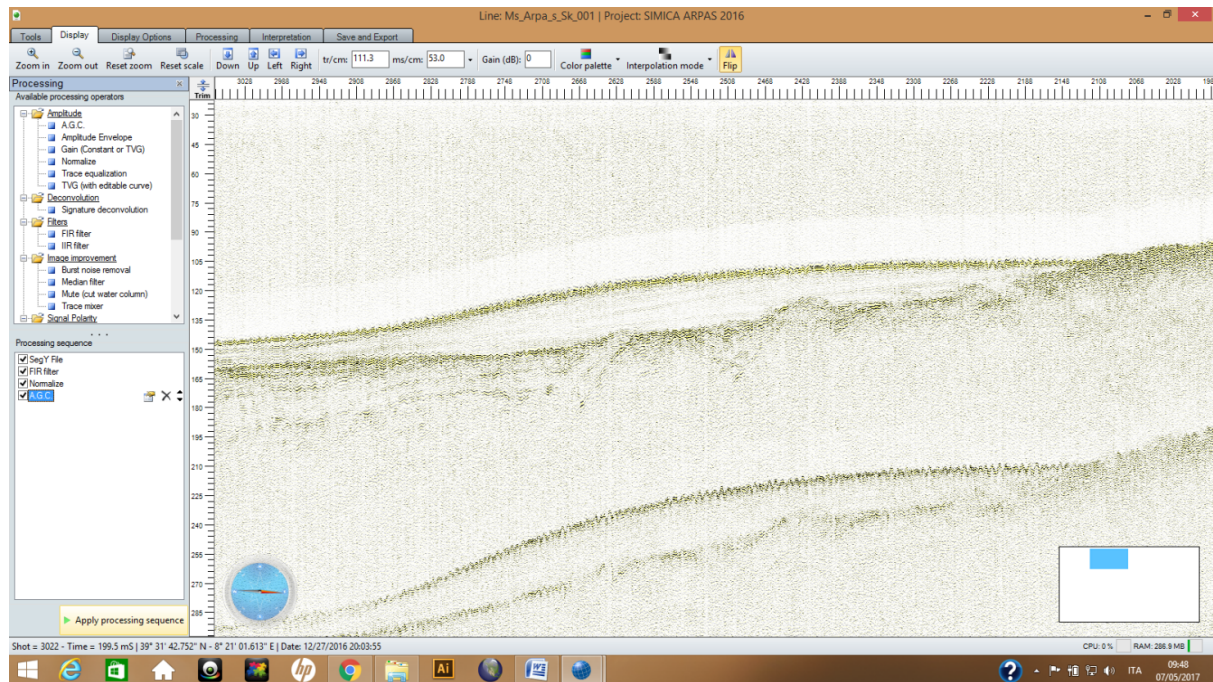 Line: Ms_Arpa_s_Sk_001 | Project: SIMICA ARPAS 2016
Tools Display Display Options Processing Interpretation Save and Export
Zoom in Zoom out Reset zoom Reset scale Down Up Left Right tr/cm: 111.3 ms/cm: 53.0 Gain (dB): 0 Color palette Interpolation mode Flip
Processing
Available processing operators
Trim
3028 2988 2948 2908 2868 2828 2788 2748 2708 2668 2628 2588 2548 2508 2468 2428 2388 2348 2308 2268 2228 2188 2148 2108 2068 2028 198
Amplitude
A.G.C.
Amplitude Envelope
Gain (Constant or TVG)
Normalize
Trace equalization
TVG (with editable curve)
Deconvolution
Signature deconvolution
Filters
FIR filter
IIR filter
Image improvement
Burst noise removal
Median filter
Mute (cut water column)
Trace mixer
Signal Polarity
Processing sequence
SegY File
FIR filter
Normalize
A.G.C.
Apply processing sequence
30
45
60
75
90
105
120
135
150
165
180
195
210
225
240
255
270
285
Shot = 3022 - Time = 199.5 mS | 39° 31' 42.752" N - 8° 21' 01.613" E | Date: 12/27/2016 20:03:55
CPU: 0 % RAM: 286.9 MB
hp Ai W ? ITA 09:48
07/05/2017